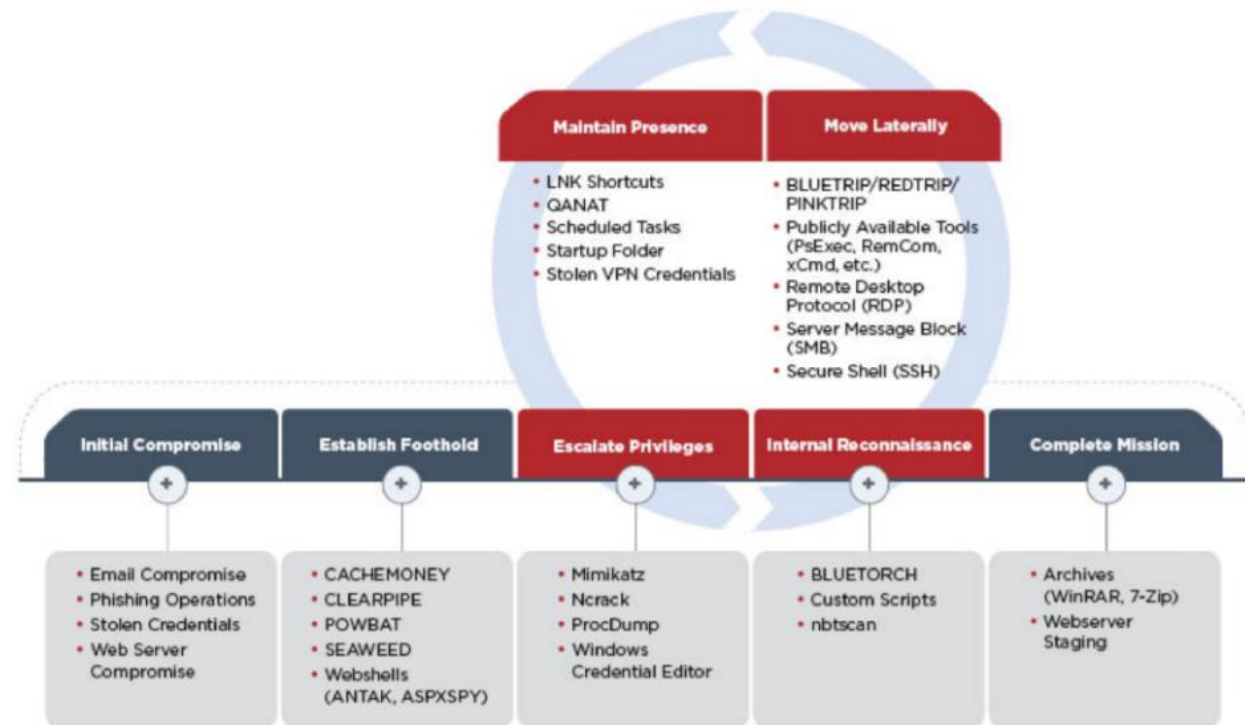 Maintain Presence
• LNK Shortcuts
• QANAT
• Scheduled Tasks
• Startup Folder
• Stolen VPN Credentials
Move Laterally
• BLUETRIP/REDTRIP/
PINKTRIP
• Publicly Available Tools
(PsExec, RemCom,
xCmd, etc.)
• Remote Desktop
Protocol (RDP)
• Server Message Block
(SMB)
• Secure Shell (SSH)
Initial Compromise
+
• Email Compromise
• Phishing Operations
• Stolen Credentials
• Web Server
Compromise
Establish Foothold
+
• CACHEMONEY
• CLEARPIPE
• POWBAT
• SEAWEED
• Webshells
(ANTAK, ASPXSPY)
Escalate Privileges
+
• Mimikatz
• Ncrack
• ProcDump
• Windows
Credential Editor
Internal Reconnaissance
+
• BLUETORCH
• Custom Scripts
• nbtscan
Complete Mission
+
• Archives
(WinRAR, 7-Zip)
• Webserver
Staging